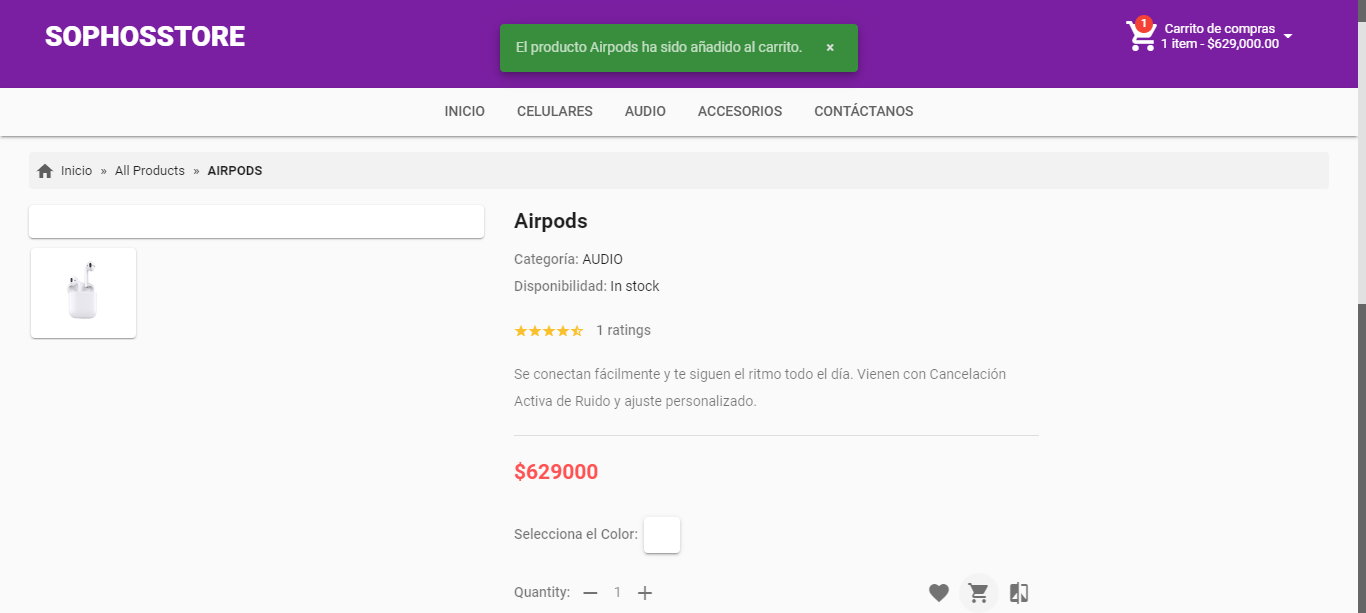 SOPHOSSTORE
El producto Airpods ha sido añadido al carrito. ×
1
Carrito de compras
1 item - $629,000.00
INICIO CELULARES AUDIO ACCESORIOS CONTÁCTANOS
Inicio » All Products » AIRPODS
Airpods
Categoría: AUDIO
Disponibilidad: In stock
1 ratings
Se conectan fácilmente y te siguen el ritmo todo el día. Vienen con Cancelación
Activa de Ruido y ajuste personalizado.
$629000
Selecciona el Color:
Quantity: 1